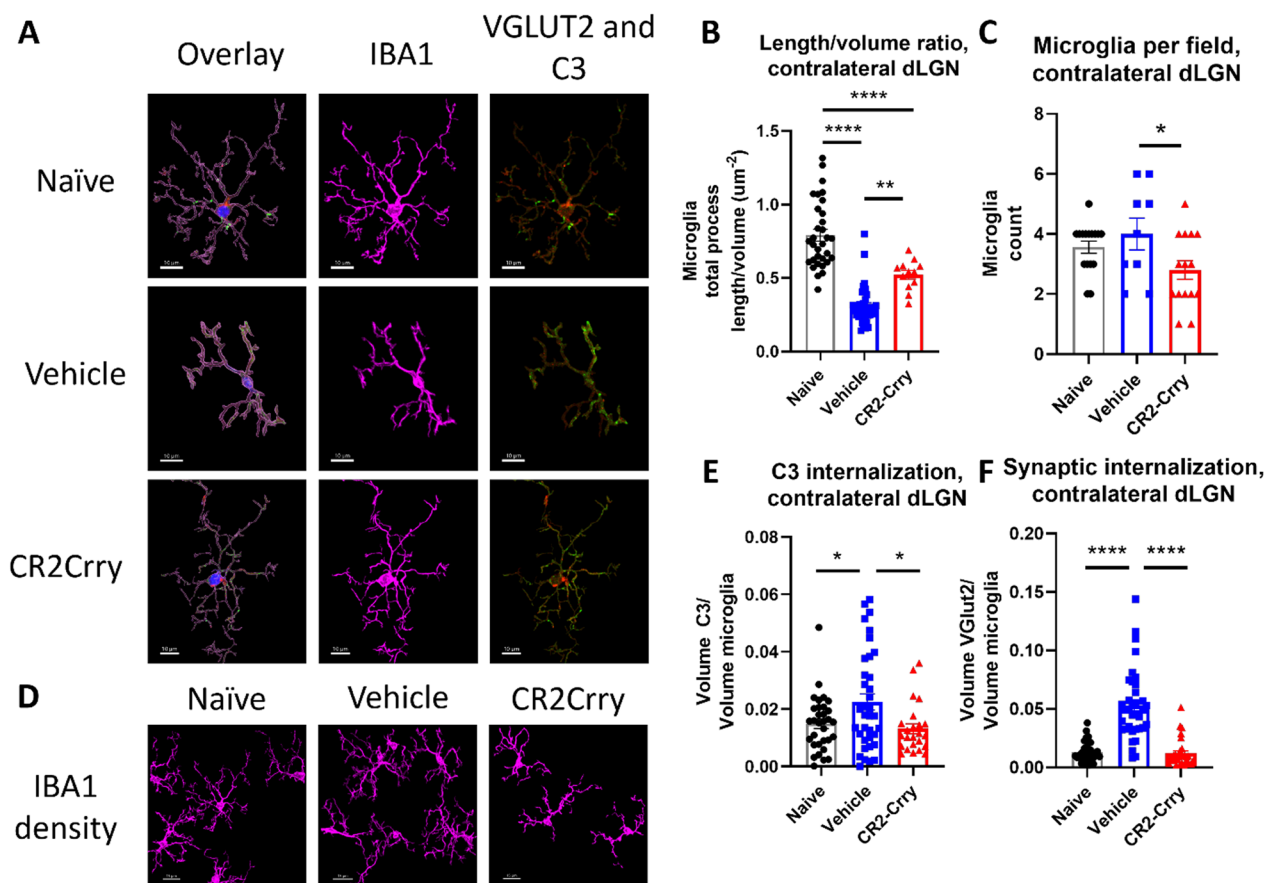 A
Overlay
IBA1
VGLUT2 and
C3
Naïve
10 µm
10 µm
10 µm
Vehicle
10 µm
10 µm
10 µm
CR2Crry
10 µm
10 µm
10 µm
B
Length/volume ratio,
contralateral dLGN
****
****
**
1.5
1.0
0.5
0.0
Microglia
total process
length/volume (um-2)
Naive
Vehicle
CR2-Crry
C
Microglia per field,
contralateral dLGN
*
8
6
4
2
0
Microglia
count
Naive
Vehicle
CR2-Crry
D
Naïve
Vehicle
CR2Crry
IBA1
density
E
C3 internalization,
contralateral dLGN
*
*
0.08
0.06
0.04
0.02
0.00
Volume C3/
Volume microglia
Naive
Vehicle
CR2-Crry
F
Synaptic internalization,
contralateral dLGN
****
****
0.20
0.15
0.10
0.05
0.00
Volume VGlut2/
Volume microglia
Naive
Vehicle
CR2-Crry